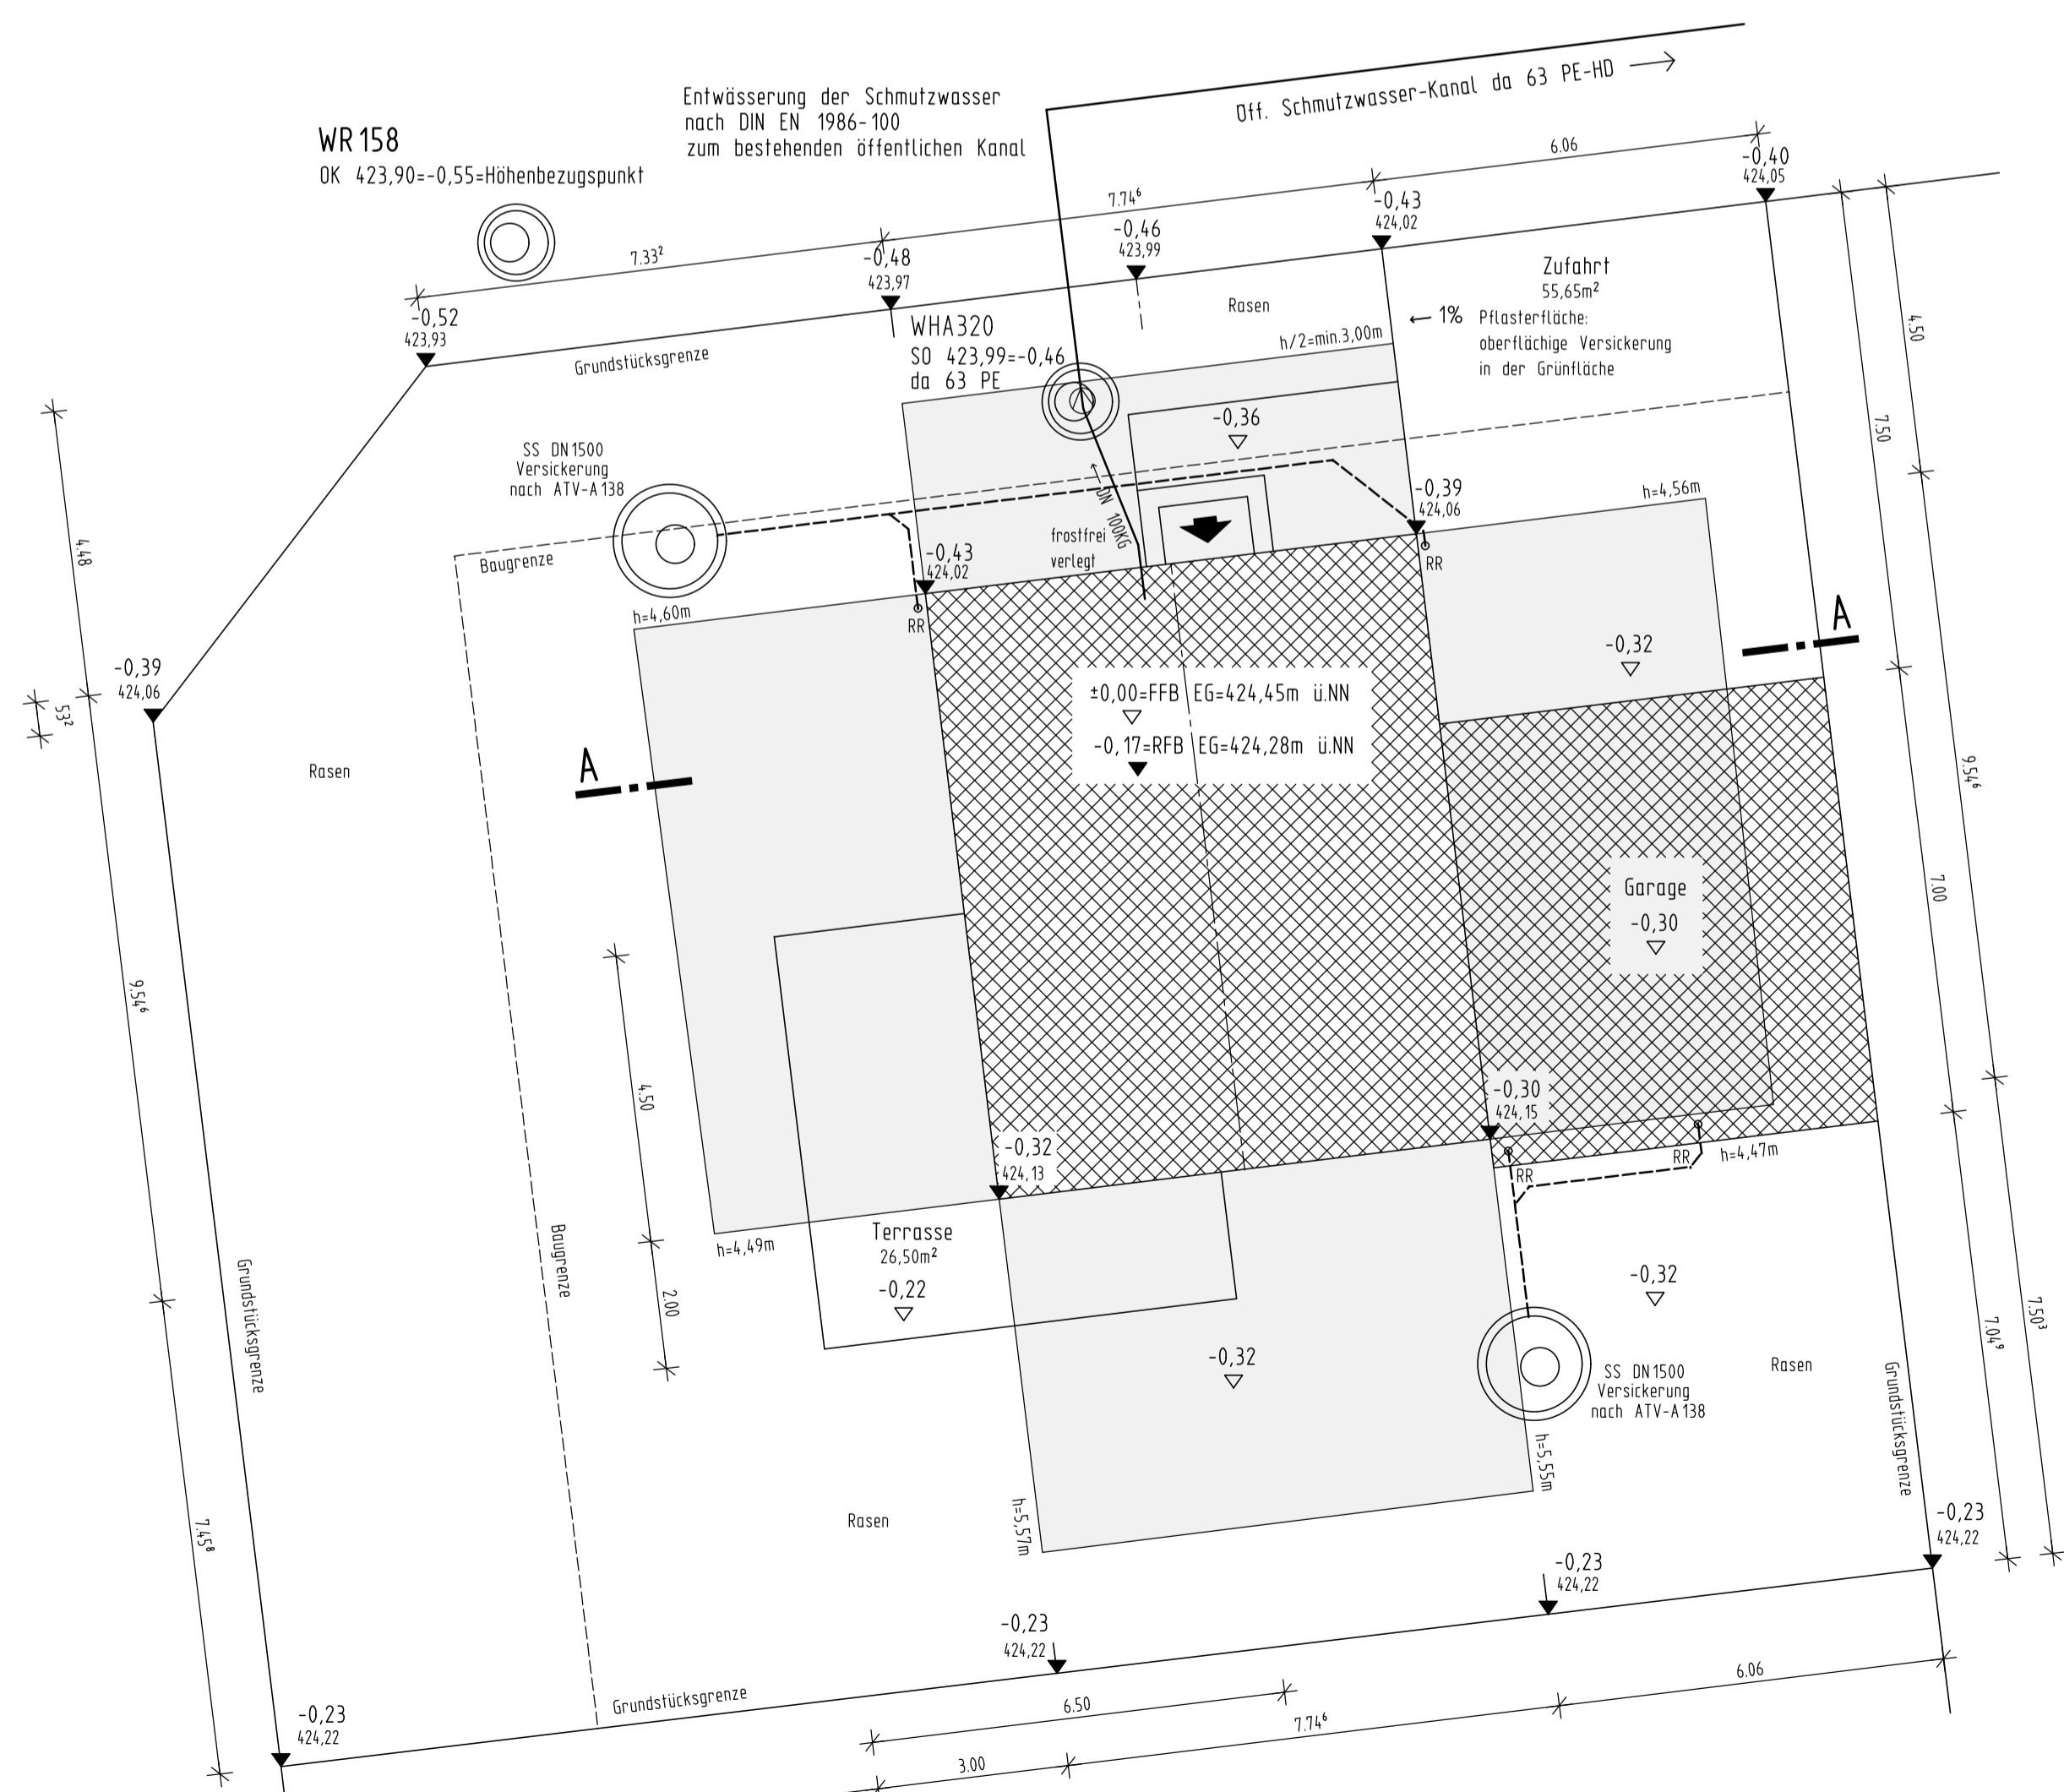 Entwässerung der Schmutzwasser
nach DIN EN 1986-100
zum bestehenden öffentlichen Kanal
WR158
OK 423,90=-0,55=Höhenbezugspunkt
Öff. Schmutzwasser-Kanal da 63 PE-HD →
6.06
7.74⁶
7.33²
-0,40
424,05
-0,43
424,02
-0,46
423,99
-0,48
423,97
-0,52
423,93
Grundstücksgrenze
WHA320
SO 423,99=-0,46
da 63 PE
Rasen
h/2=min.3,00m
Zufahrt
55,65m²
← 1%
Pflasterfläche:
oberflächige Versickerung
in der Grünfläche
4.50
7.50
-0,36
SS DN1500
Versickerung
nach ATV-A138
← DN 100KG
frostfrei
verlegt
-0,39
424,06
h=4,56m
RR
Baugrenze
-0,43
424,02
h=4,60m
RR
4.48
53²
-0,39
424,06
Rasen
A
A
-0,32
±0,00=FFB EG=424,45m ü.NN
-0,17=RFB EG=424,28m ü.NN
9.54⁶
7.00
Garage
-0,30
9.54⁶
4.50
2.00
-0,30
424,15
-0,32
424,13
RR
RR
h=4,47m
h=4,49m
Terrasse
26,50m²
-0,22
Baugrenze
Grundstücksgrenze
-0,32
-0,32
SS DN1500
Versickerung
nach ATV-A138
Rasen
7.04⁹
7.50³
Grundstücksgrenze
h=5,55m
h=5,57m
Rasen
7.45⁸
-0,23
424,22
-0,23
424,22
-0,23
424,22
-0,23
424,22
Grundstücksgrenze
6.50
7.74⁶
6.06
3.00